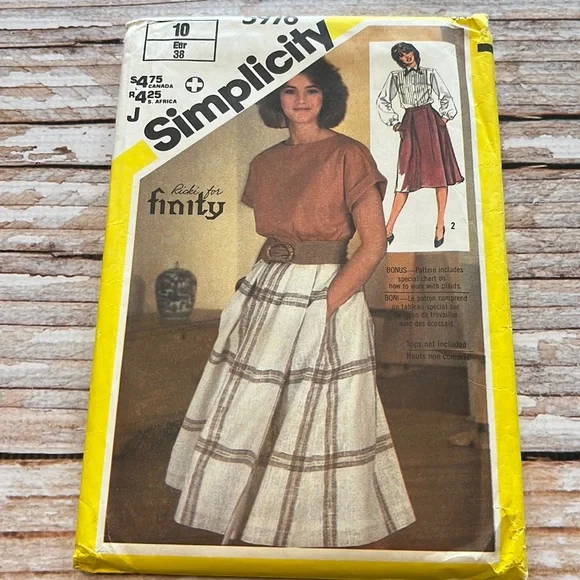 10
Eur
38
$4.75
CANADA
R4.25
S. AFRICA
J
Simplicity
Ricki for
finity
2
BONUS—Pattern includes
special chart on
how to work with plaids.
BONI—Le patron comprend
un tableau spécial sur
la façon de travailler
avec des écossais.
Tops not included
Hauts non compris